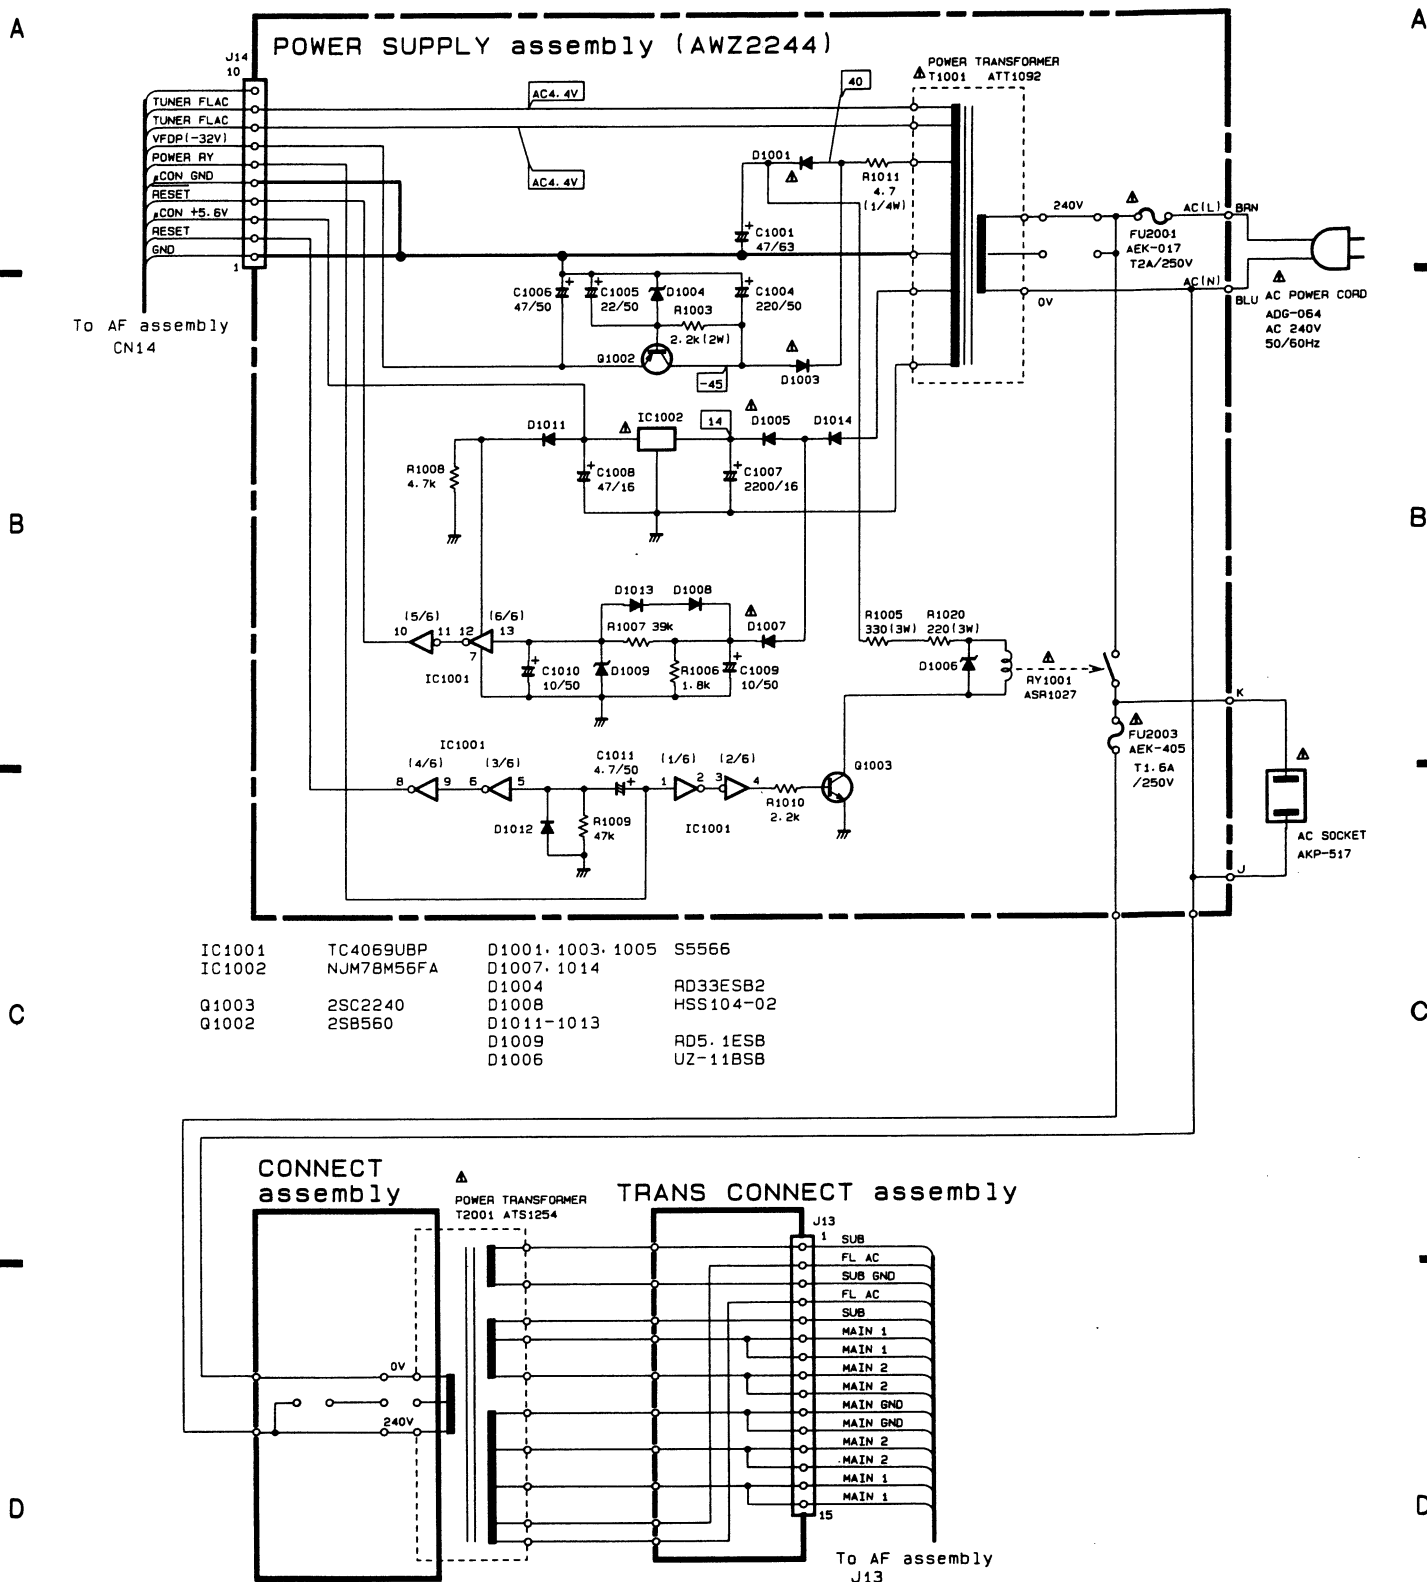 A
A
POWER SUPPLY assembly (AWZ2244)
J14
10
TUNER FLAC
TUNER FLAC
VFDP(-32V)
POWER RY
μCON GND
RESET
μCON +5.6V
RESET
GND
1
To AF assembly
CN14
AC4.4V
AC4.4V
40
POWER TRANSFORMER
T1001 ATT1092
D1001
R1011
4.7
(1/4W)
C1001
47/63
240V
0V
FU2001
AEK-017
T2A/250V
AC(L)
BRN
AC(N)
BLU
AC POWER CORD
ADG-064
AC 240V
50/60Hz
C1006
47/50
C1005
22/50
D1004
R1003
2.2k(2W)
C1004
220/50
Q1002
-45
D1003
D1011
IC1002
14
D1005
D1014
R1008
4.7k
C1008
47/16
C1007
2200/16
B
B
D1013
D1008
(5/6)
(6/6)
10
11
12
13
7
R1007 39k
D1007
IC1001
C1010
10/50
D1009
R1006
1.8k
C1009
10/50
R1005
330(3W)
R1020
220(3W)
D1006
RY1001
ASR1027
K
FU2003
AEK-405
T1.6A
/250V
IC1001
(4/6)
(3/6)
8
9
6
5
C1011
4.7/50
(1/6)
(2/6)
1
2
3
4
Q1003
R1010
2.2k
D1012
R1009
47k
IC1001
AC SOCKET
AKP-517
J
IC1001 TC4069UBP D1001,1003,1005 S5566
IC1002 NJM78M56FA D1007,1014
D1004 RD33ESB2
Q1003 2SC2240 D1008 HSS104-02
Q1002 2SB560 D1011-1013
D1009 RD5.1ESB
D1006 UZ-11BSB
C
C
CONNECT
assembly
POWER TRANSFORMER
T2001 ATS1254
TRANS CONNECT assembly
J13
1
SUB
FL AC
SUB GND
FL AC
SUB
MAIN 1
MAIN 1
MAIN 2
MAIN 2
MAIN GND
MAIN GND
MAIN 2
MAIN 2
MAIN 1
MAIN 1
15
0V
240V
To AF assembly
J13
D
D